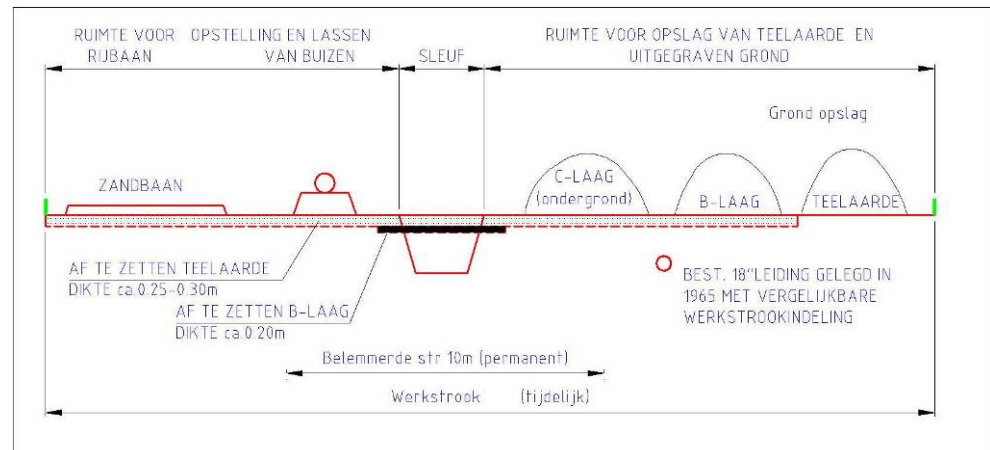 RUIMTE VOOR OPSTELLING EN LASSEN
RIJBAAN VAN BUIZEN
SLEUF
RUIMTE VOOR OPSLAG VAN TEELAARDE EN
UITGEGRAVEN GROND
Grond opslag
ZANDBAAN
C-LAAG
(ondergrond)
B-LAAG
TEELAARDE
AF TE ZETTEN TEELAARDE
DIKTE ca.0.25-0.30m
AF TE ZETTEN B-LAAG
DIKTE ca.0.20m
BEST. 18"LEIDING GELEGD IN
1965 MET VERGELIJKBARE
WERKSTROOKINDELING
Belemmerde str 10m (permanent)
Werkstrook (tijdelijk)